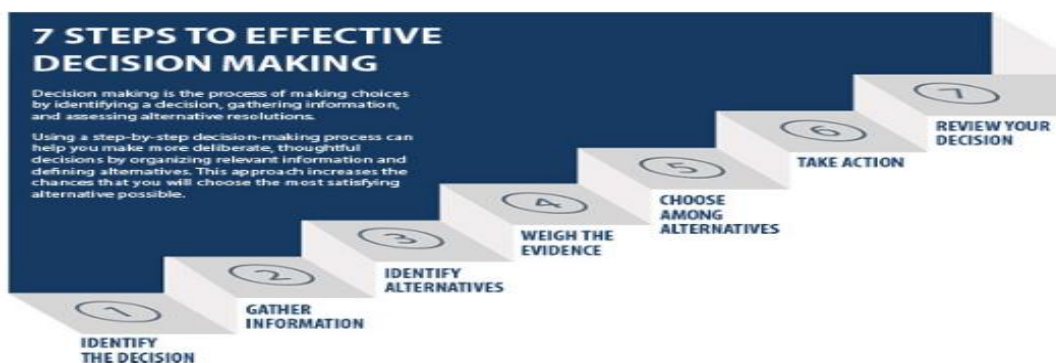 7 STEPS TO EFFECTIVE
DECISION MAKING
Decision making is the process of making choices
by identifying a decision, gathering information,
and assessing alternative resolutions.
Using a step-by-step decision-making process can
help you make more deliberate, thoughtful
decisions by organizing relevant information and
defining alternatives. This approach increases the
chances that you will choose the most satisfying
alternative possible.
1
IDENTIFY
THE DECISION
2
GATHER
INFORMATION
3
IDENTIFY
ALTERNATIVES
4
WEIGH THE
EVIDENCE
5
CHOOSE
AMONG
ALTERNATIVES
6
TAKE ACTION
7
REVIEW YOUR
DECISION